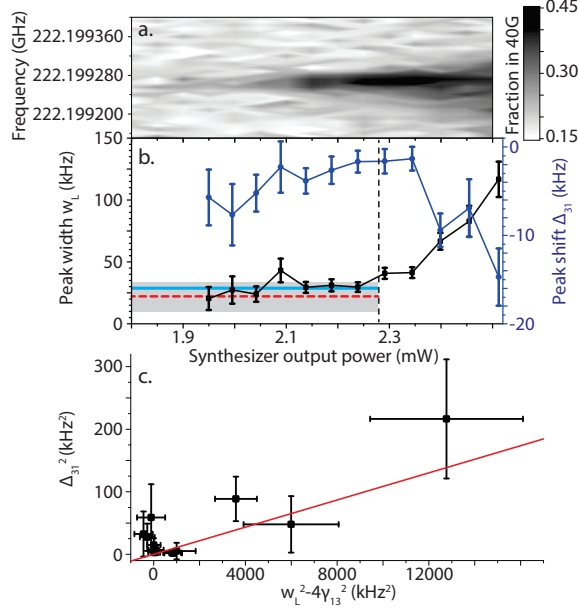 a.
222.199360
222.199280
222.199200
Frequency (GHz)
0.45
0.30
0.15
Fraction in 40G
b.
150
100
50
25
0
Peak width w_L (kHz)
0
-10
-16
-20
Peak shift Δ_31 (kHz)
1.9
2.1
2.3
Synthesizer output power (mW)
c.
300
200
100
50
0
Δ_31^2 (kHz^2)
0
4000
8000
12000
w_L^2-4γ_13^2 (kHz^2)